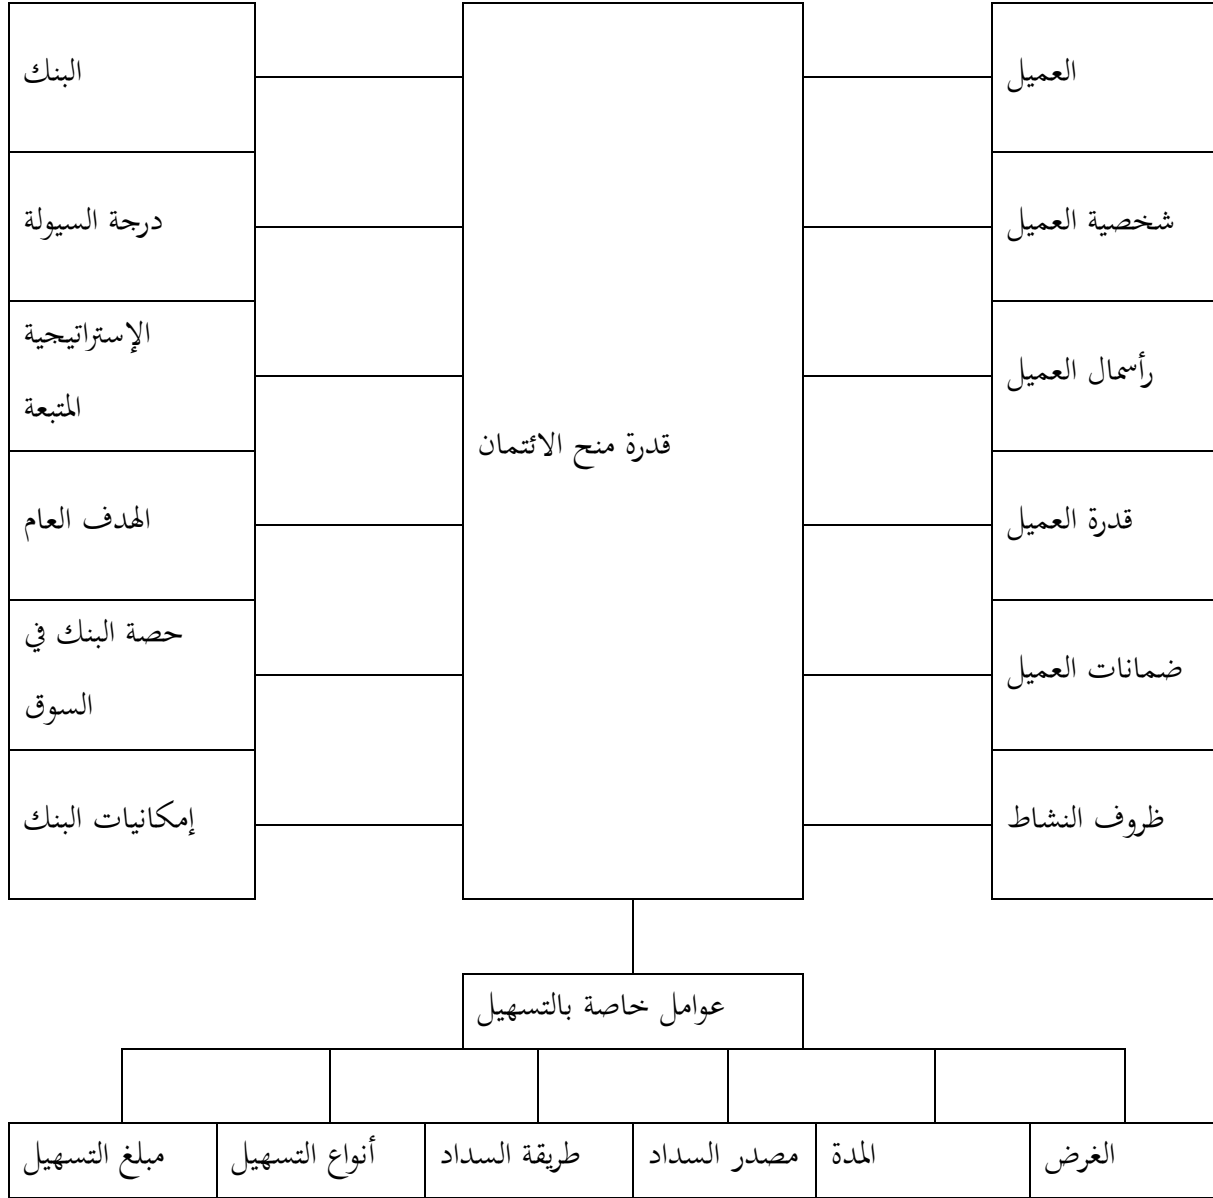 العميل
البنك
شخصية العميل
درجة السيولة
رأسمال العميل
الإستراتيجية
المتبعة
قدرة منح الائتمان
قدرة العميل
الهدف العام
ضمانات العميل
حصة البنك في
السوق
ظروف النشاط
إمكانيات البنك
عوامل خاصة بالتسهيل
الغرض
المدة
مصدر السداد
طريقة السداد
أنواع التسهيل
مبلغ التسهيل